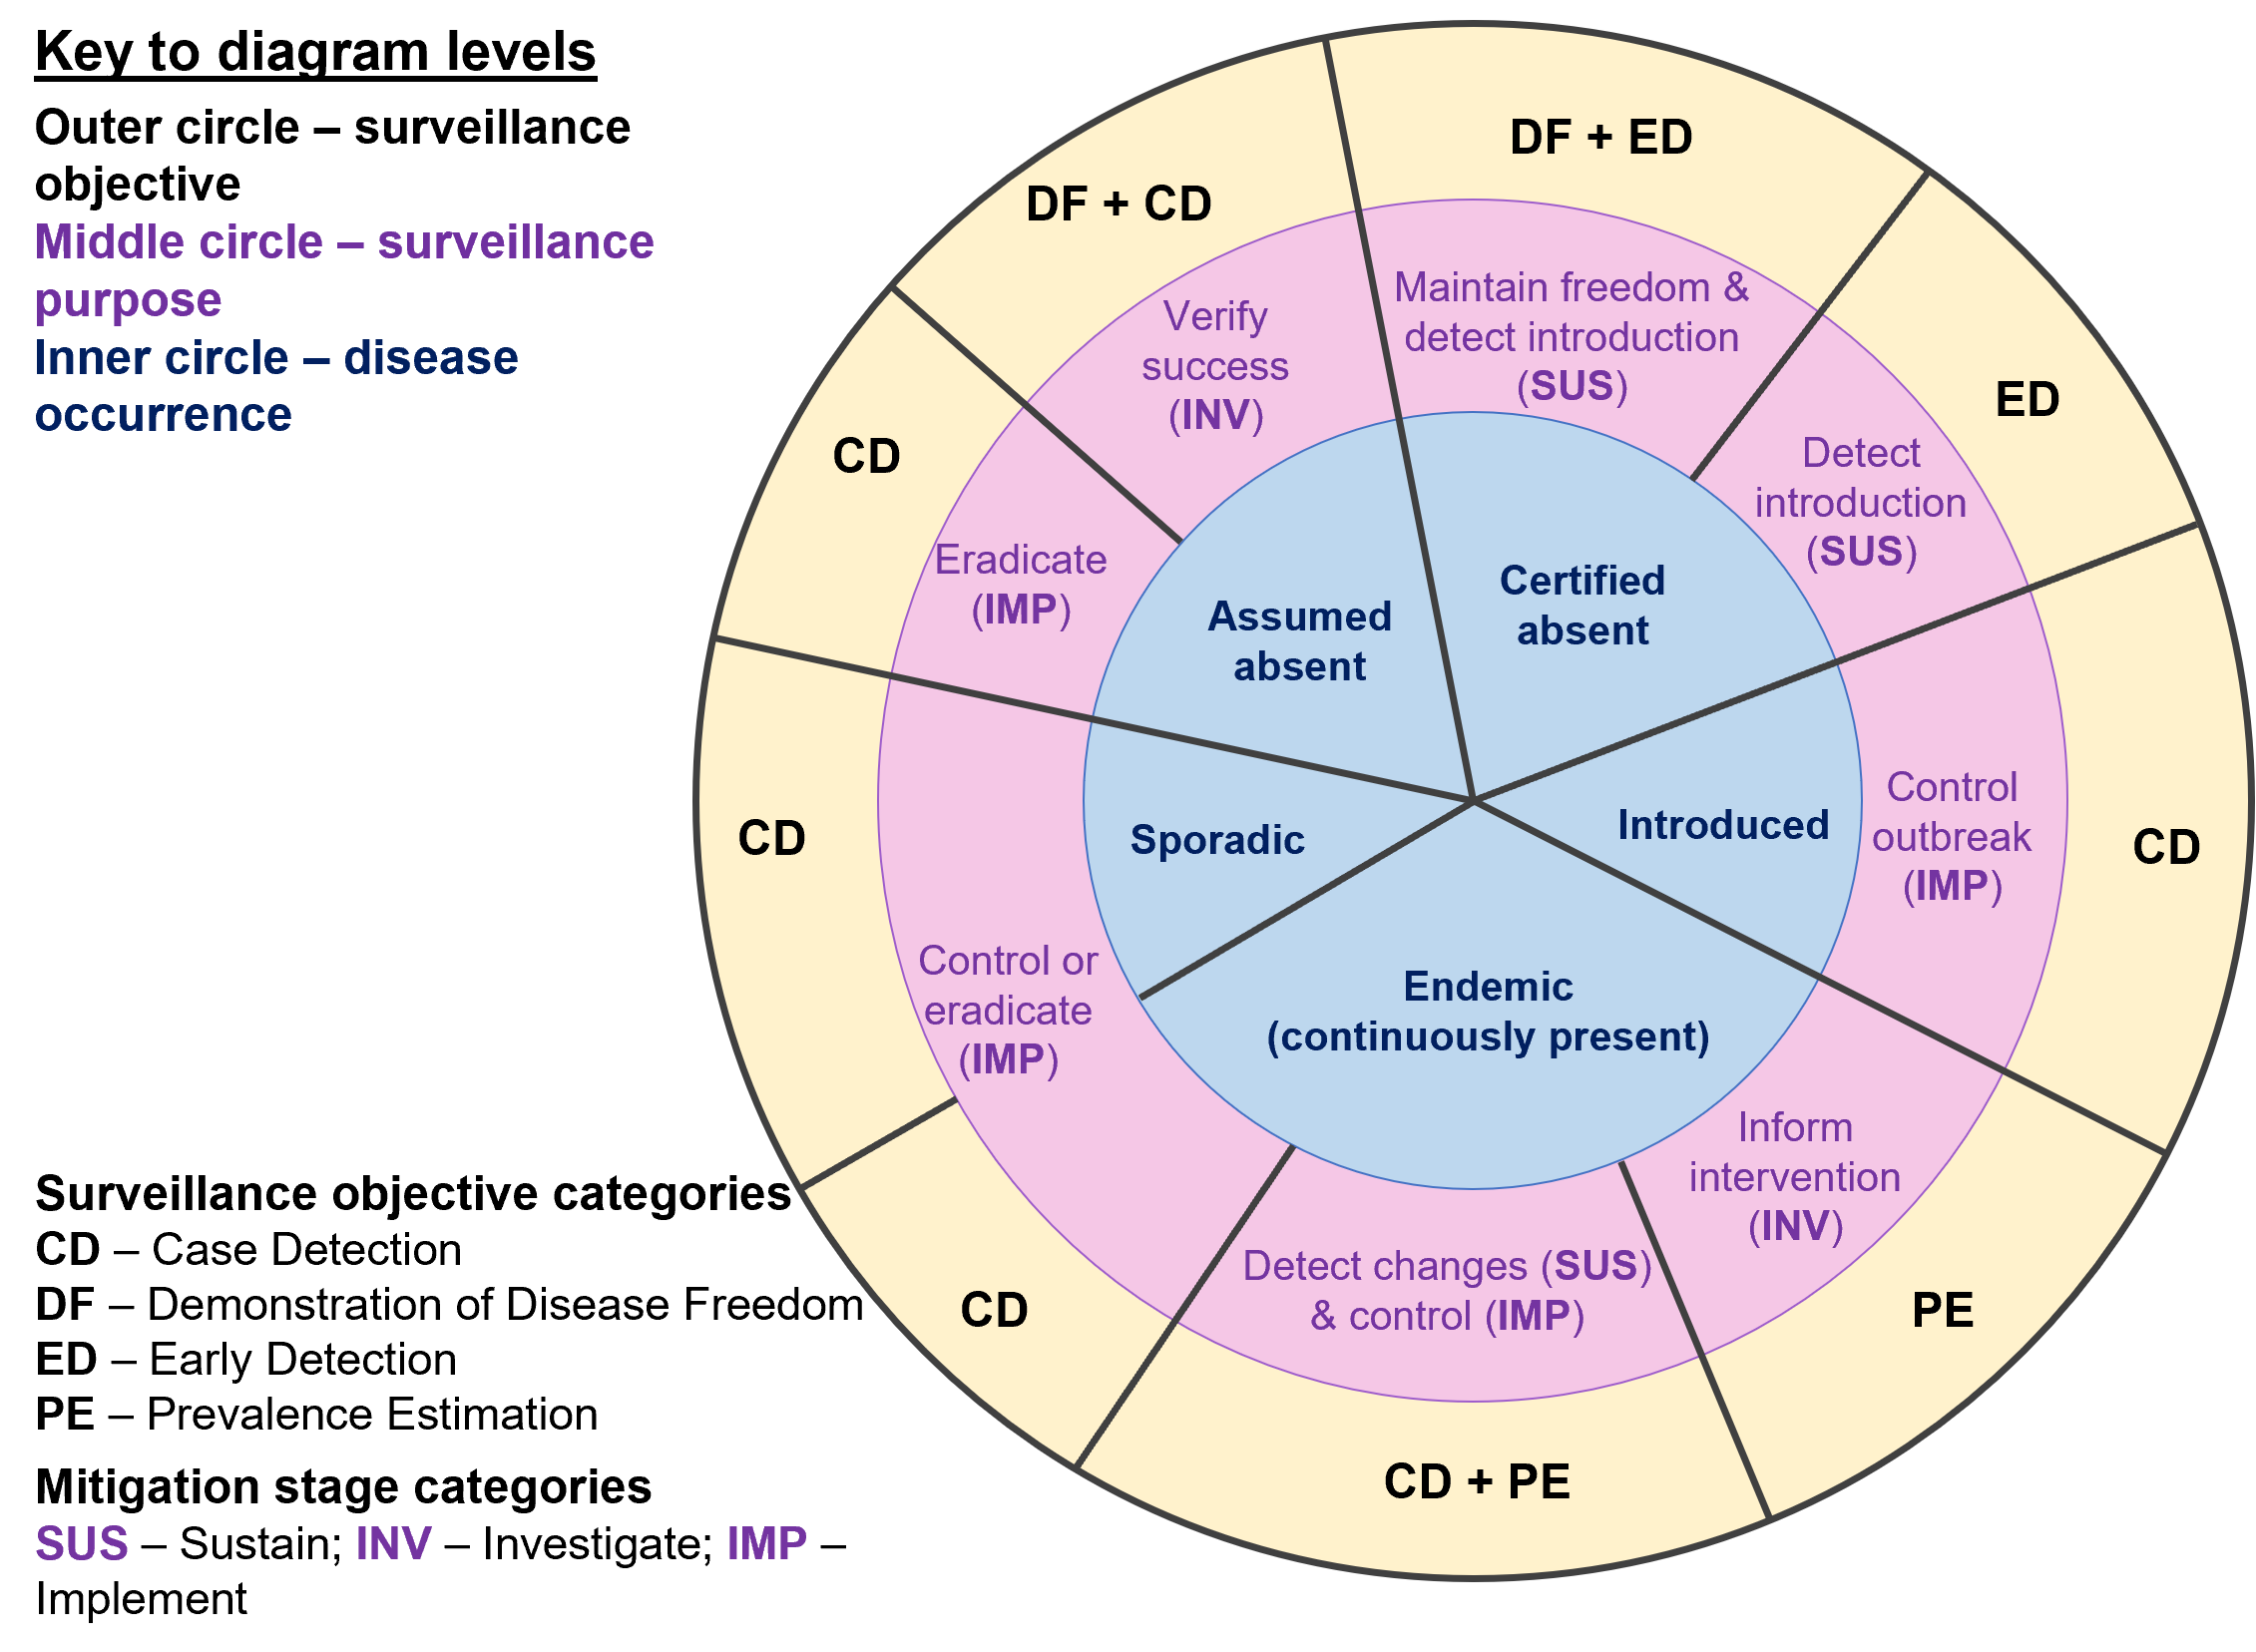 Key to diagram levels
Outer circle – surveillance
objective
Middle circle – surveillance
purpose
Inner circle – disease
occurrence
DF + ED
DF + CD
ED
CD
CD
CD
CD
PE
CD + PE
Maintain freedom &
detect introduction
(SUS)
Verify
success
(INV)
Detect
introduction
(SUS)
Eradicate
(IMP)
Control
outbreak
(IMP)
Control or
eradicate
(IMP)
Inform
intervention
(INV)
Detect changes (SUS)
& control (IMP)
Certified
absent
Assumed
absent
Sporadic
Introduced
Endemic
(continuously present)
Surveillance objective categories
CD – Case Detection
DF – Demonstration of Disease Freedom
ED – Early Detection
PE – Prevalence Estimation
Mitigation stage categories
SUS – Sustain; INV – Investigate; IMP –
Implement